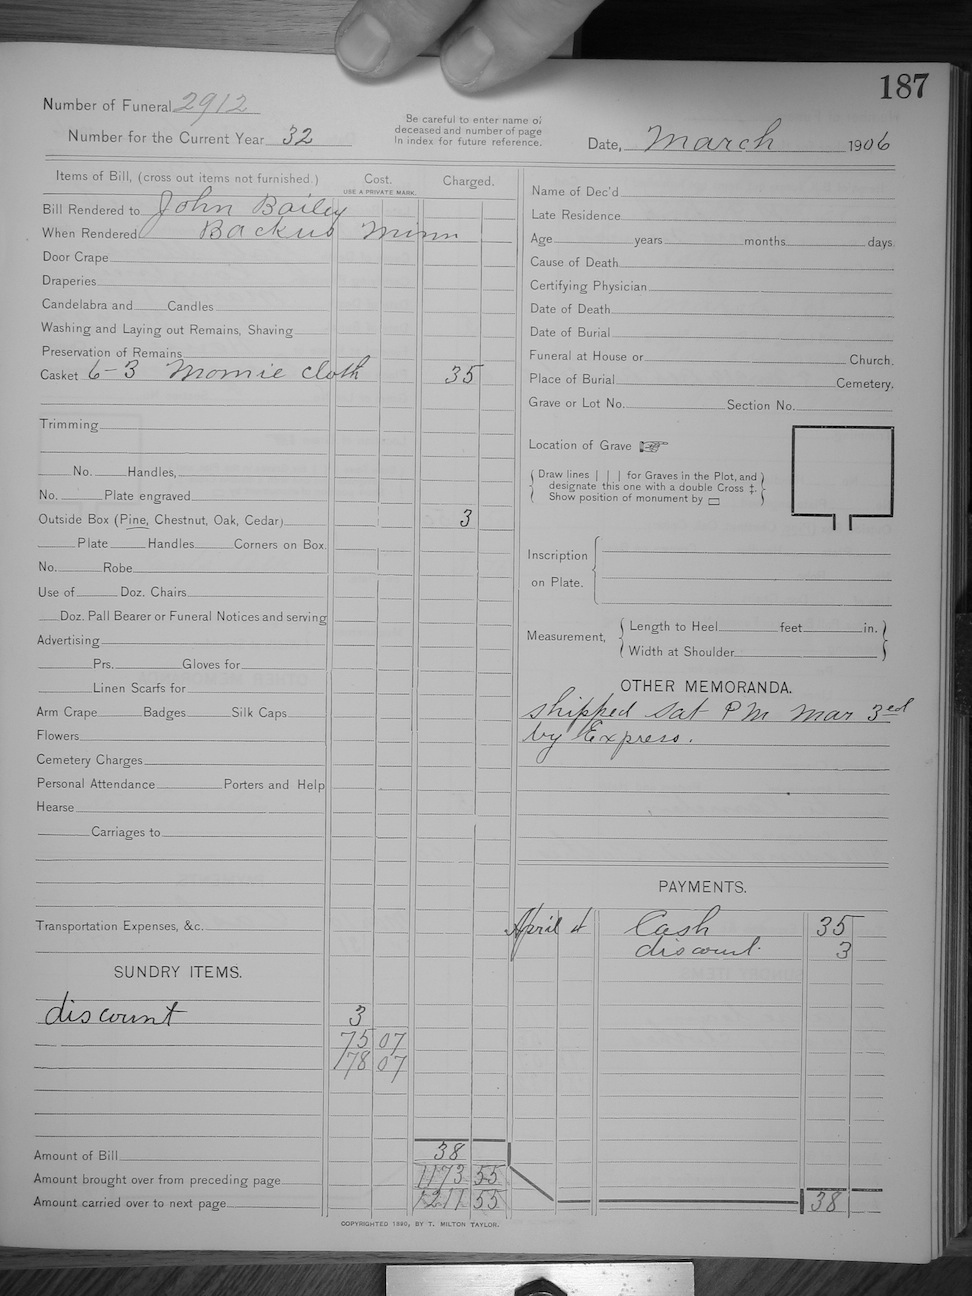 187
Number of Funeral 2912
Number for the Current Year 32
Be careful to enter name of
deceased and number of page
in index for future reference.
Date, March 1906
Items of Bill, (cross out items not furnished.)
Cost.
USE A PRIVATE MARK.
Charged.
Bill Rendered to John Bailey
When Rendered Backus Minn
Door Crape
Draperies
Candelabra and Candles
Washing and Laying out Remains, Shaving
Preservation of Remains
Casket 6-3 Momie cloth 35
Trimming
No. Handles,
No. Plate engraved
Outside Box (Pine, Chestnut, Oak, Cedar) 3
Plate Handles Corners on Box
No. Robe
Use of Doz. Chairs
Doz. Pall Bearer or Funeral Notices and serving
Advertising
Prs. Gloves for
Linen Scarfs for
Arm Crape Badges Silk Caps
Flowers
Cemetery Charges
Personal Attendance Porters and Help
Hearse
Carriages to
Transportation Expenses, &c.
SUNDRY ITEMS.
discount 3
75 07
78 07
Amount of Bill 38
Amount brought over from preceding page 1173 55
Amount carried over to next page 1211 55
Name of Dec'd
Late Residence
Age years months days.
Cause of Death
Certifying Physician
Date of Death
Date of Burial
Funeral at House or Church.
Place of Burial Cemetery.
Grave or Lot No. Section No.
Location of Grave ☞
Draw lines | | | for Graves in the Plot, and
designate this one with a double Cross ‡.
Show position of monument by ▭
Inscription
on Plate.
Measurement,
Length to Heel feet in.
Width at Shoulder
OTHER MEMORANDA.
shipped Sat PM Mar 3ed
by Express.
PAYMENTS.
April 4 Cash 35
discount 3
38
COPYRIGHTED 1890, BY T. MILTON TAYLOR.